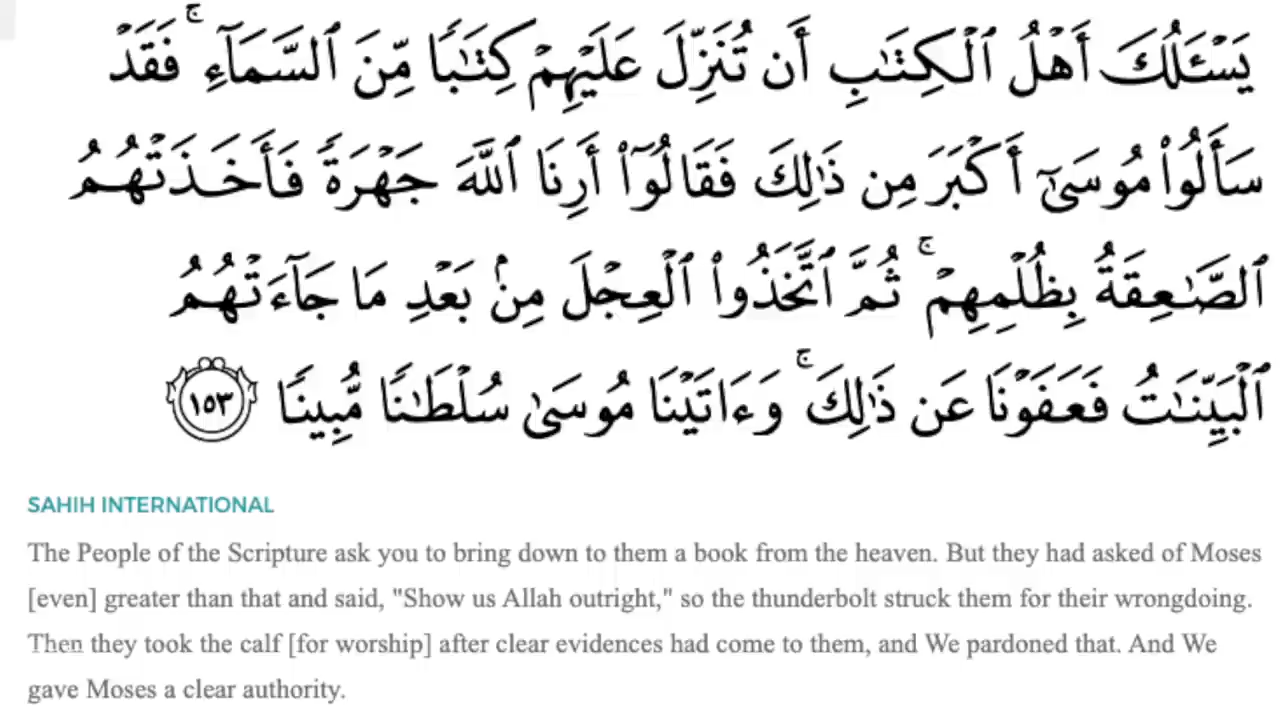 يَسْـَٔلُكَ أَهْلُ ٱلْكِتَـٰبِ أَن تُنَزِّلَ عَلَيْهِمْ كِتَـٰبًا مِّنَ ٱلسَّمَآءِ ۚ فَقَدْ
سَأَلُوا۟ مُوسَىٰٓ أَكْبَرَ مِن ذَٰلِكَ فَقَالُوٓا۟ أَرِنَا ٱللَّهَ جَهْرَةً فَأَخَذَتْهُمُ
ٱلصَّـٰعِقَةُ بِظُلْمِهِمْ ۚ ثُمَّ ٱتَّخَذُوا۟ ٱلْعِجْلَ مِنۢ بَعْدِ مَا جَآءَتْهُمُ
ٱلْبَيِّنَـٰتُ فَعَفَوْنَا عَن ذَٰلِكَ ۚ وَءَاتَيْنَا مُوسَىٰ سُلْطَـٰنًا مُّبِينًا ١٥٣
SAHIH INTERNATIONAL
The People of the Scripture ask you to bring down to them a book from the heaven. But they had asked of Moses
[even] greater than that and said, "Show us Allah outright," so the thunderbolt struck them for their wrongdoing.
Then they took the calf [for worship] after clear evidences had come to them, and We pardoned that. And We
gave Moses a clear authority.